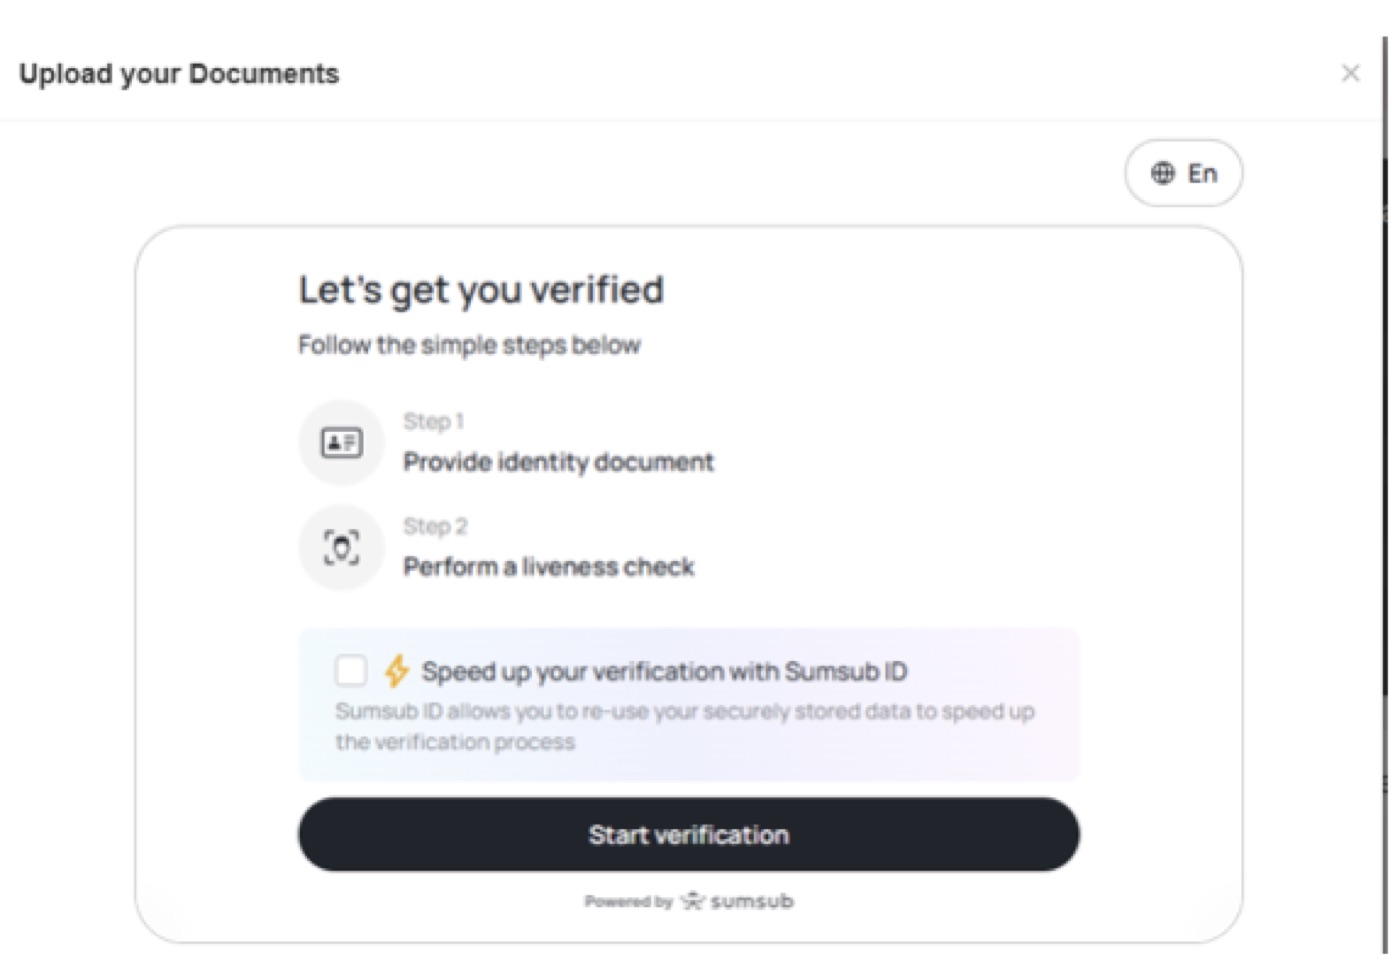 Upload your Documents
En
Let's get you verified
Follow the simple steps below
Step 1
Provide identity document
Step 2
Perform a liveness check
Speed up your verification with Sumsub ID
Sumsub ID allows you to re-use your securely stored data to speed up
the verification process
Start verification
Powered by sumsub